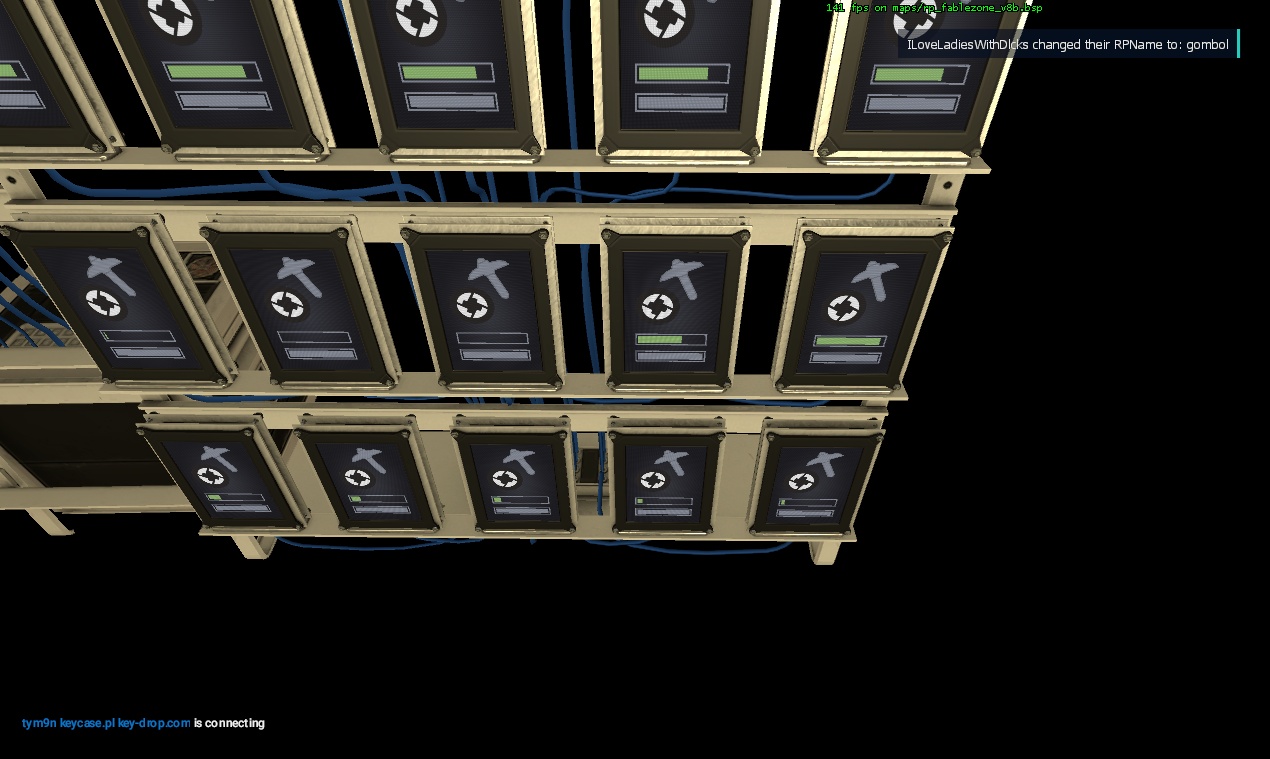 141 fps on maps/rp_fablezone_v8b.bsp
ILoveLadiesWithDIcks changed their RPName to: gombol
tym9n keycase.pl key-drop.com is connecting